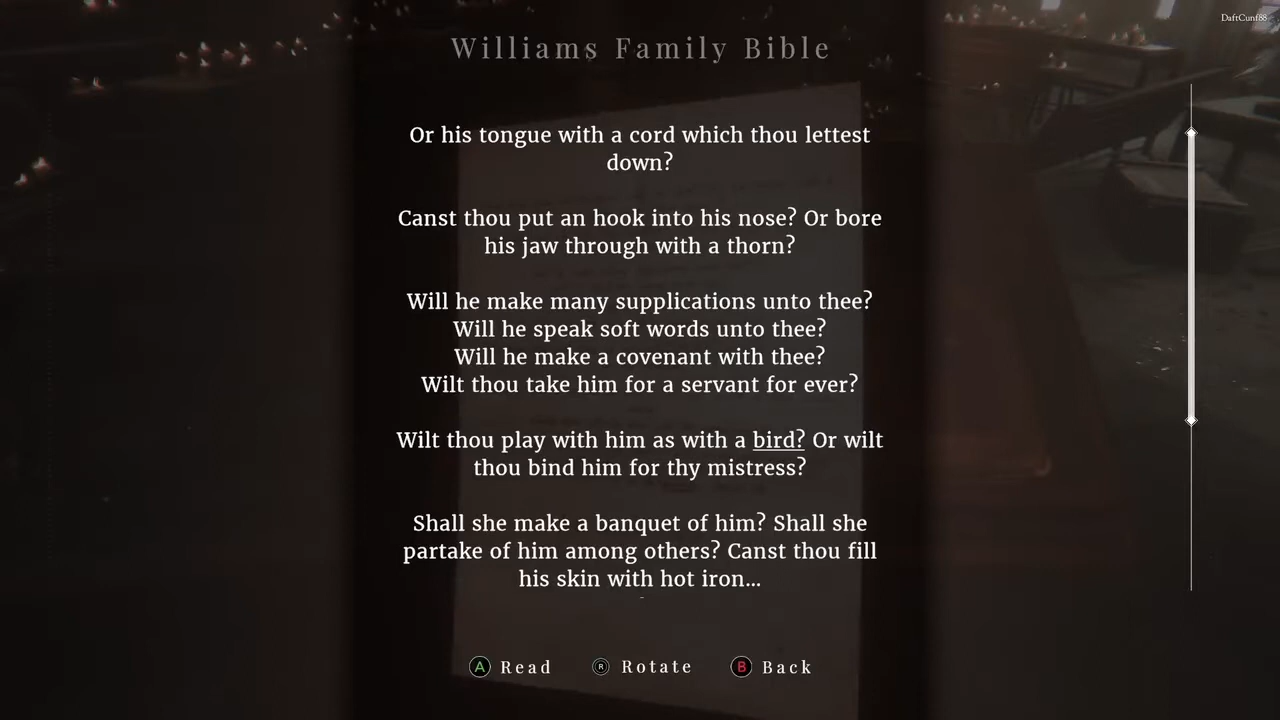 DaftCunt88
Williams Family Bible
Or his tongue with a cord which thou lettest
down?
Canst thou put an hook into his nose? Or bore
his jaw through with a thorn?
Will he make many supplications unto thee?
Will he speak soft words unto thee?
Will he make a covenant with thee?
Wilt thou take him for a servant for ever?
Wilt thou play with him as with a bird? Or wilt
thou bind him for thy mistress?
Shall she make a banquet of him? Shall she
partake of him among others? Canst thou fill
his skin with hot iron...
A Read R Rotate B Back